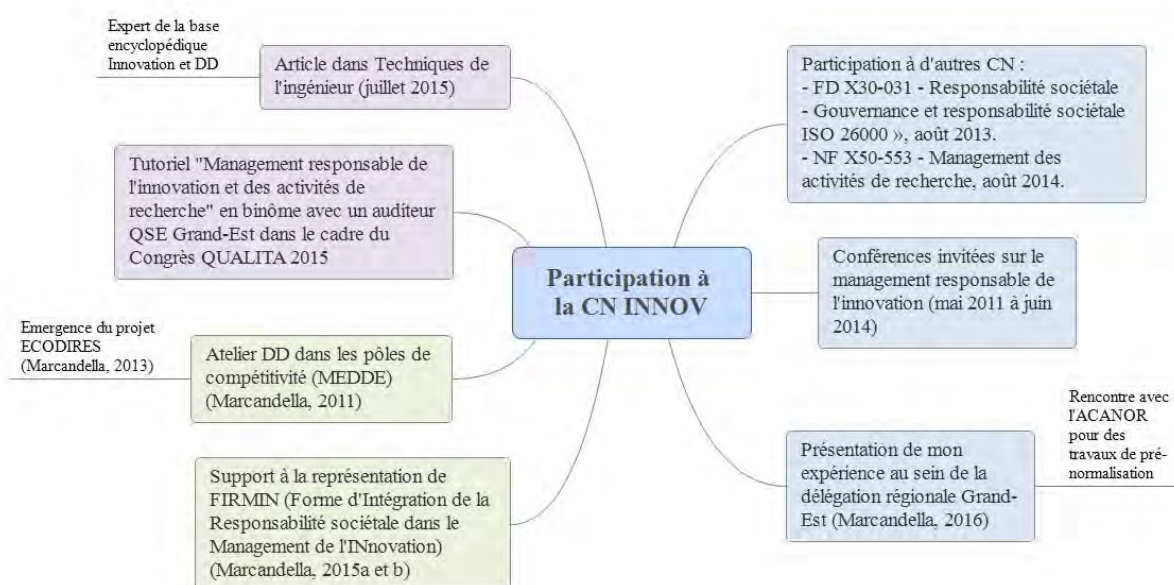 Expert de la base
encyclopédique
Innovation et DD
Article dans Techniques de
l'ingénieur (juillet 2015)
Tutoriel "Management responsable de
l'innovation et des activités de
recherche" en binôme avec un auditeur
QSE Grand-Est dans le cadre du
Congrès QUALITA 2015
Emergence du projet
ECODIRES
(Marcandella, 2013)
Atelier DD dans les pôles de
compétitivité (MEDDE)
(Marcandella, 2011)
Support à la représentation de
FIRMIN (Forme d'Intégration de la
Responsabilité sociétale dans le
Management de l'INnovation)
(Marcandella, 2015a et b)
Participation à
la CN INNOV
Participation à d'autres CN :
- FD X30-031 - Responsabilité sociétale
- Gouvernance et responsabilité sociétale
ISO 26000 », août 2013.
- NF X50-553 - Management des
activités de recherche, août 2014.
Conférences invitées sur le
management responsable de
l'innovation (mai 2011 à juin
2014)
Présentation de mon
expérience au sein de la
délégation régionale Grand-
Est (Marcandella, 2016)
Rencontre avec
l'ACANOR
pour des
travaux de pré-
normalisation